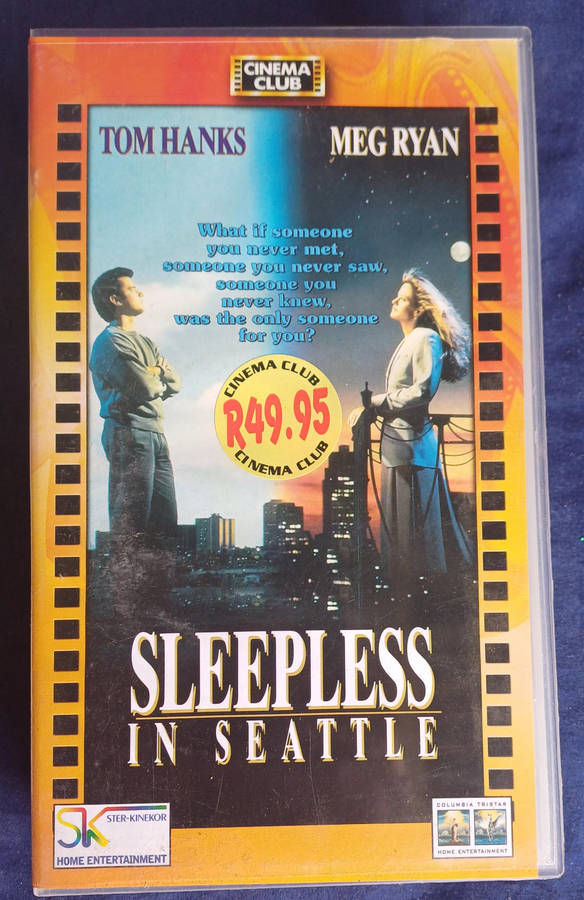 CINEMA
CLUB
TOM HANKS MEG RYAN
What if someone
you never met,
someone you never saw,
someone you
never knew,
was the only someone
for you?
CINEMA CLUB
R49.95
CINEMA CLUB
SLEEPLESS
IN SEATTLE
SK STER-KINEKOR
HOME ENTERTAINMENT
COLUMBIA TRISTAR
HOME ENTERTAINMENT